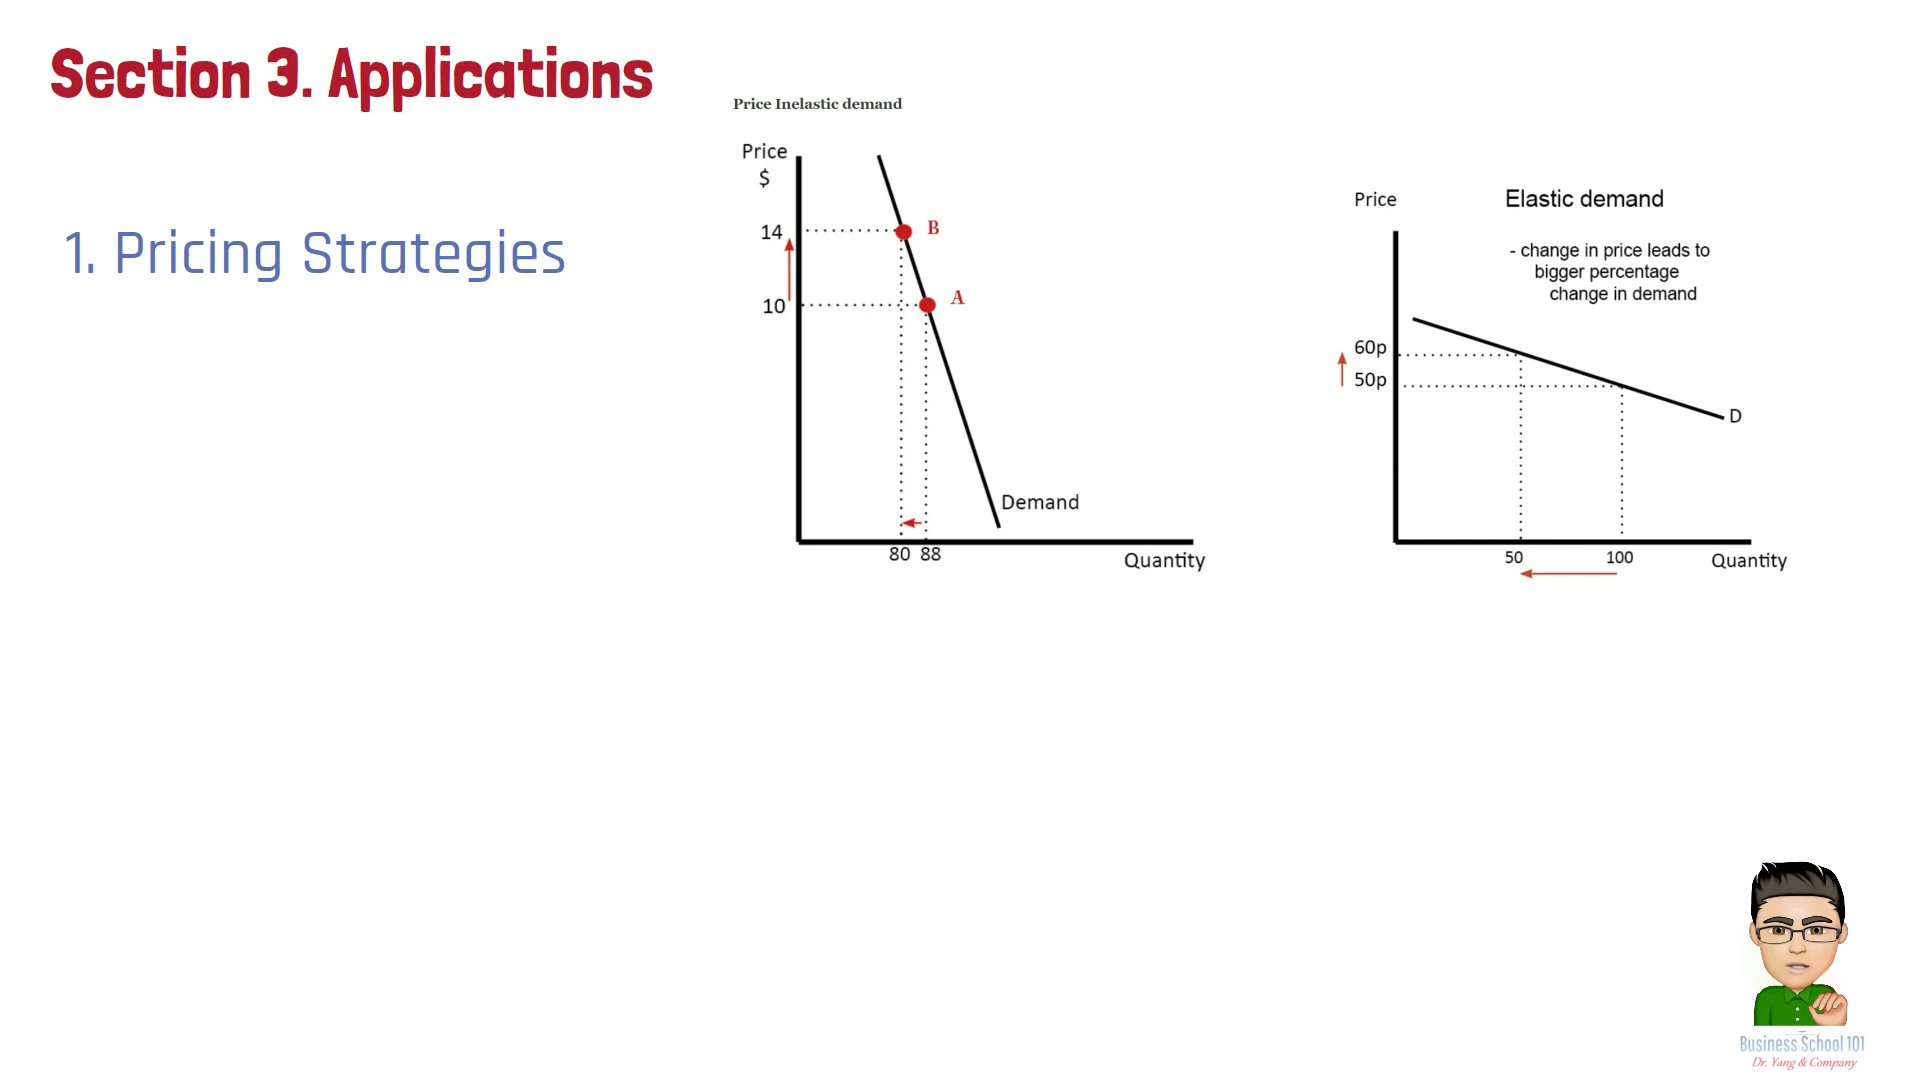 Section 3. Applications
1. Pricing Strategies
Price Inelastic demand
Price
$
14
10
B
A
Demand
80 88
Quantity
Price
Elastic demand
- change in price leads to
bigger percentage
change in demand
60p
50p
D
50
100
Quantity
Business School 101
Dr. Yang & Company